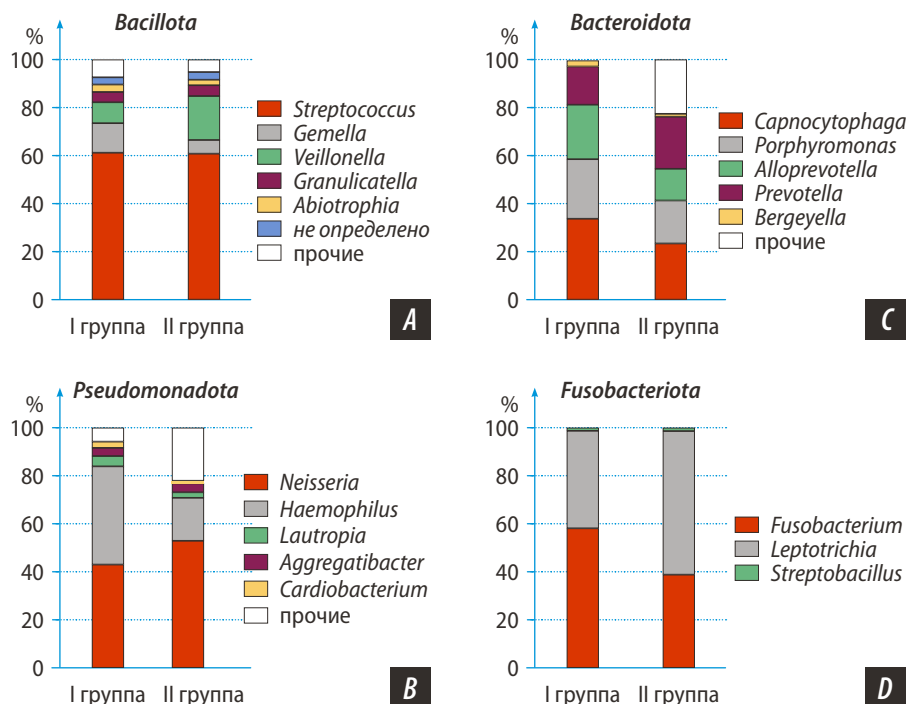 Bacillota
%
100
80
60
40
20
0
I группа
II группа
Streptococcus
Gemella
Veillonella
Granulicatella
Abiotrophia
не определено
прочие
A
Bacteroidota
%
100
80
60
40
20
0
I группа
II группа
Capnocytophaga
Porphyromonas
Alloprevotella
Prevotella
Bergeyella
прочие
C
Pseudomonadota
%
100
80
60
40
20
0
I группа
II группа
Neisseria
Haemophilus
Lautropia
Aggregatibacter
Cardiobacterium
прочие
B
Fusobacteriota
%
100
80
60
40
20
0
I группа
II группа
Fusobacterium
Leptotrichia
Streptobacillus
D